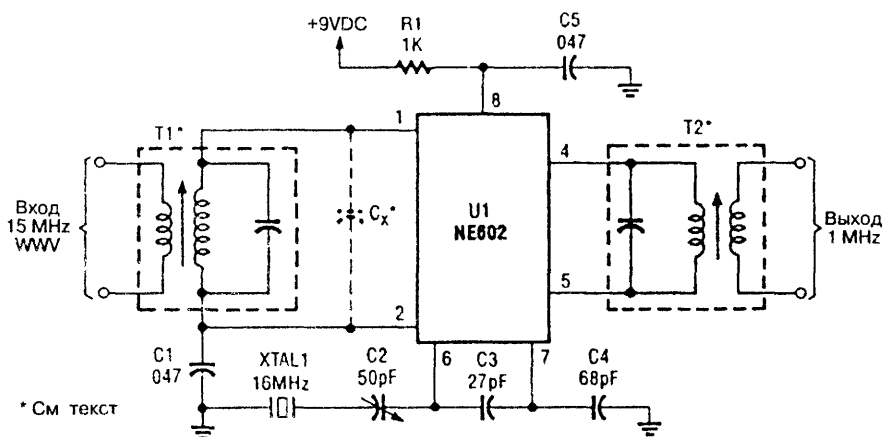 +9VDC
R1
1K
C5
047
8
1
T1*
T2*
4
Вход
15 MHz
WWV
Cx*
U1
NE602
Выход
1 MHz
5
2
C1
047
XTAL1
16MHz
C2
50pF
6
C3
27pF
7
C4
68pF
* См текст